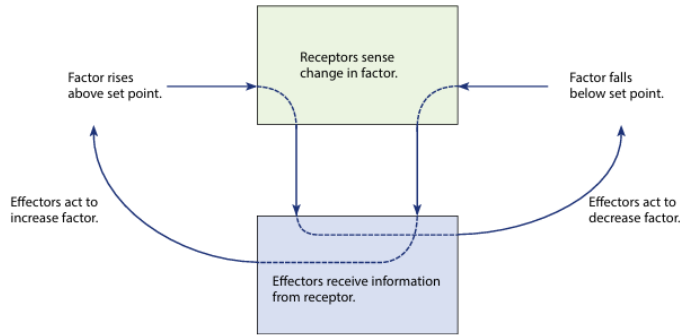 Receptors sense
change in factor.
Factor rises
above set point.
Factor falls
below set point.
Effectors act to
increase factor.
Effectors act to
decrease factor.
Effectors receive information
from receptor.